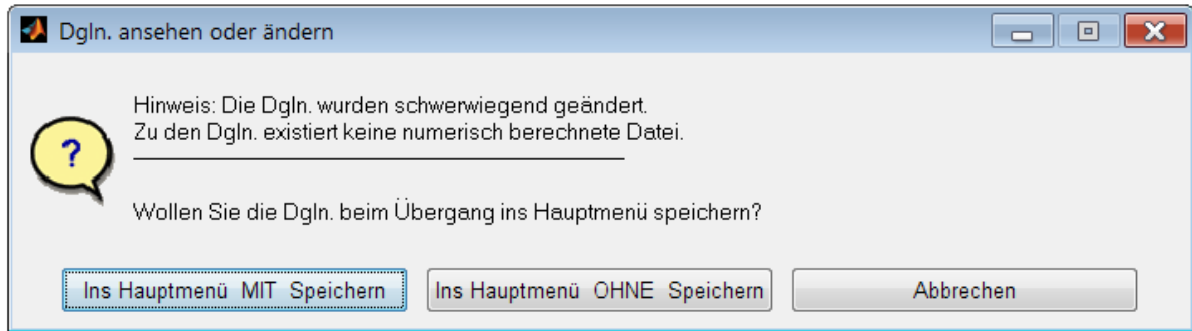 Dgln. ansehen oder ändern
Hinweis: Die Dgln. wurden schwerwiegend geändert.
Zu den Dgln. existiert keine numerisch berechnete Datei.
?
Wollen Sie die Dgln. beim Übergang ins Hauptmenü speichern?
Ins Hauptmenü MIT Speichern
Ins Hauptmenü OHNE Speichern
Abbrechen